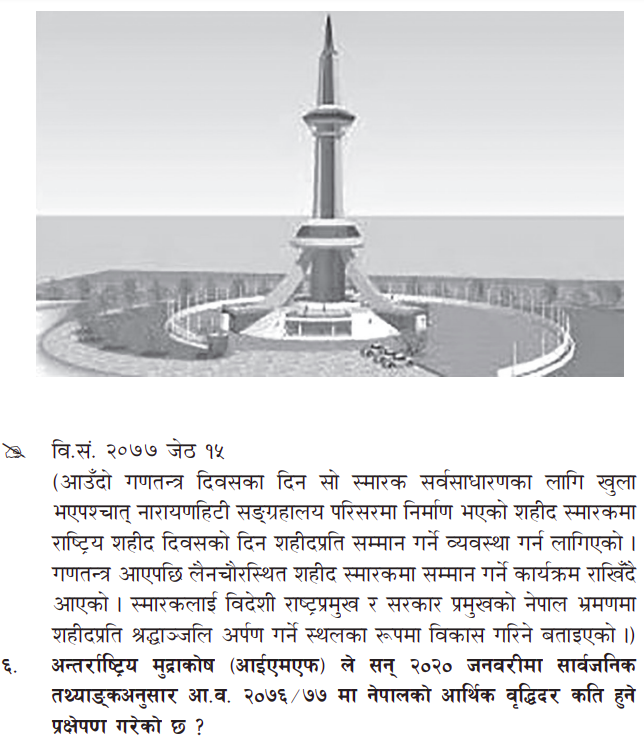 वि.सं. २०७७ जेठ १५
(आउँदो गणतन्त्र दिवसका दिन सो स्मारक सर्वसाधारणका लागि खुला
भएपश्चात् नारायणहिटी सङ्ग्रहालय परिसरमा निर्माण भएको शहीद स्मारकमा
राष्ट्रिय शहीद दिवसको दिन शहीदप्रति सम्मान गर्ने व्यवस्था गर्न लागिएको ।
गणतन्त्र आएपछि लैनचौरस्थित शहीद स्मारकमा सम्मान गर्ने कार्यक्रम राखिँदै
आएको । स्मारकलाई विदेशी राष्ट्रप्रमुख र सरकार प्रमुखको नेपाल भ्रमणमा
शहीदप्रति श्रद्धाञ्जलि अर्पण गर्ने स्थलका रूपमा विकास गरिने बताइएको ।)
६. अन्तर्राष्ट्रिय मुद्राकोष (आईएमएफ) ले सन् २०२० जनवरीमा सार्वजनिक
तथ्याङ्कअनुसार आ.व. २०७६/७७ मा नेपालको आर्थिक वृद्धिदर कति हुने
प्रक्षेपण गरेको छ ?